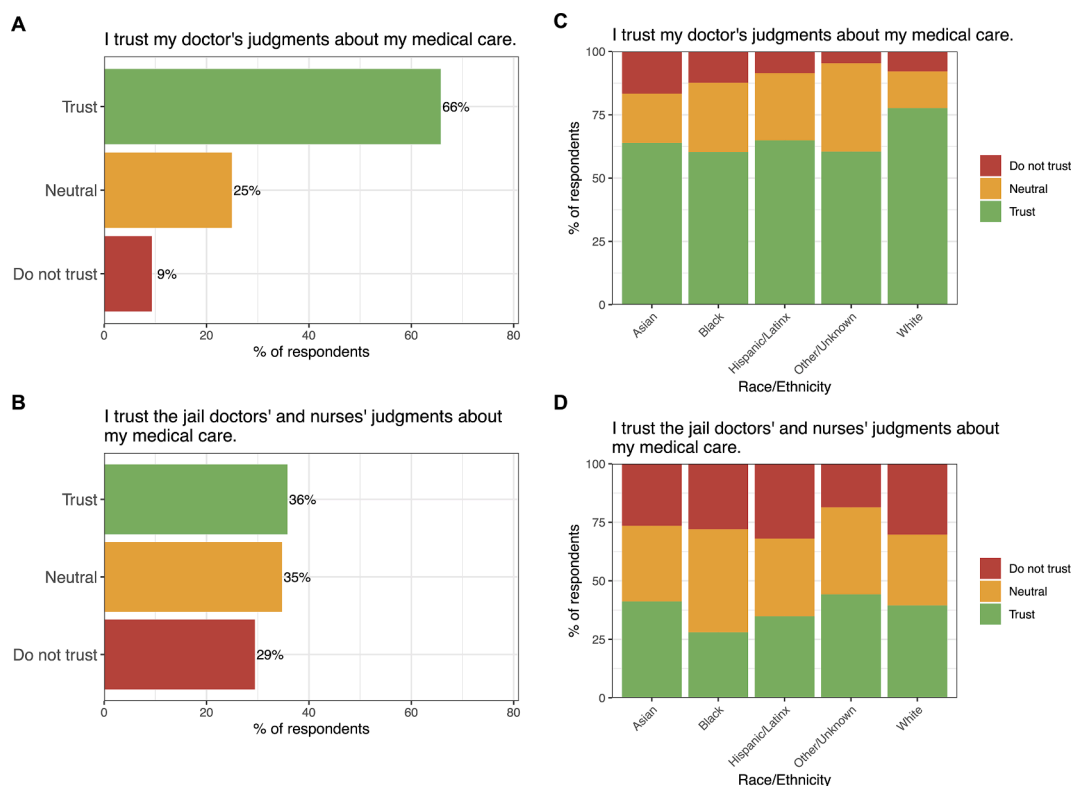 A
I trust my doctor's judgments about my medical care.
Trust
66%
Neutral
25%
Do not trust
9%
0
20
40
60
80
% of respondents
B
I trust the jail doctors' and nurses' judgments about
my medical care.
Trust
36%
Neutral
35%
Do not trust
29%
0
20
40
60
80
% of respondents
C
I trust my doctor's judgments about my medical care.
100
75
50
25
0
% of respondents
Asian
Black
Hispanic/Latinx
Other/Unknown
White
Race/Ethnicity
Do not trust
Neutral
Trust
D
I trust the jail doctors' and nurses' judgments about
my medical care.
100
75
50
25
0
% of respondents
Asian
Black
Hispanic/Latinx
Other/Unknown
White
Race/Ethnicity
Do not trust
Neutral
Trust